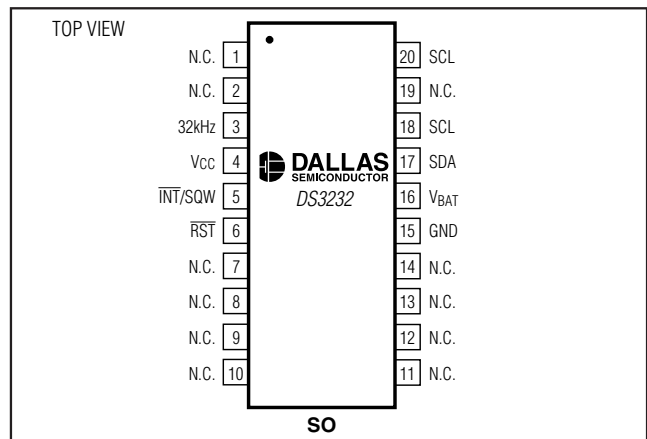 TOP VIEW
N.C. 1
N.C. 2
32kHz 3
VCC 4
INT/SQW 5
RST 6
N.C. 7
N.C. 8
N.C. 9
N.C. 10
DALLAS
SEMICONDUCTOR
DS3232
20 SCL
19 N.C.
18 SCL
17 SDA
16 VBAT
15 GND
14 N.C.
13 N.C.
12 N.C.
11 N.C.
SO